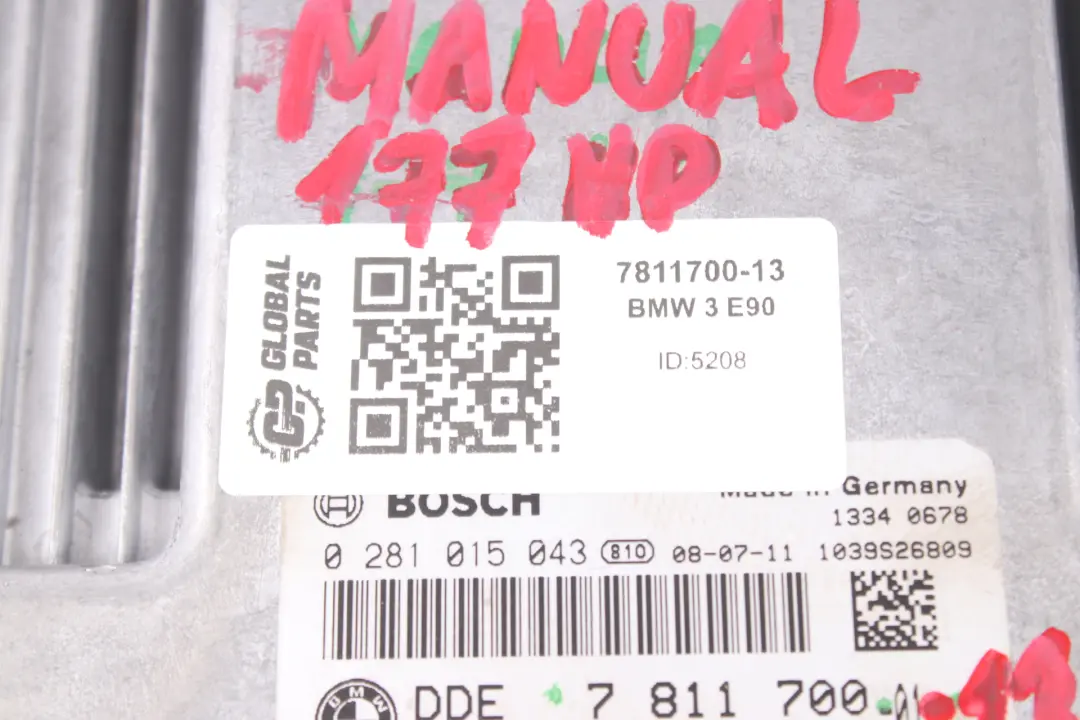 MANUAL
177 HP
GLOBAL
PARTS
7811700-13
BMW 3 E90
ID:5208
BOSCH
Made in Germany
1334 0678
0 281 015 043 810 08-07-11 1039S26809
BMW
DDE 7 811 700